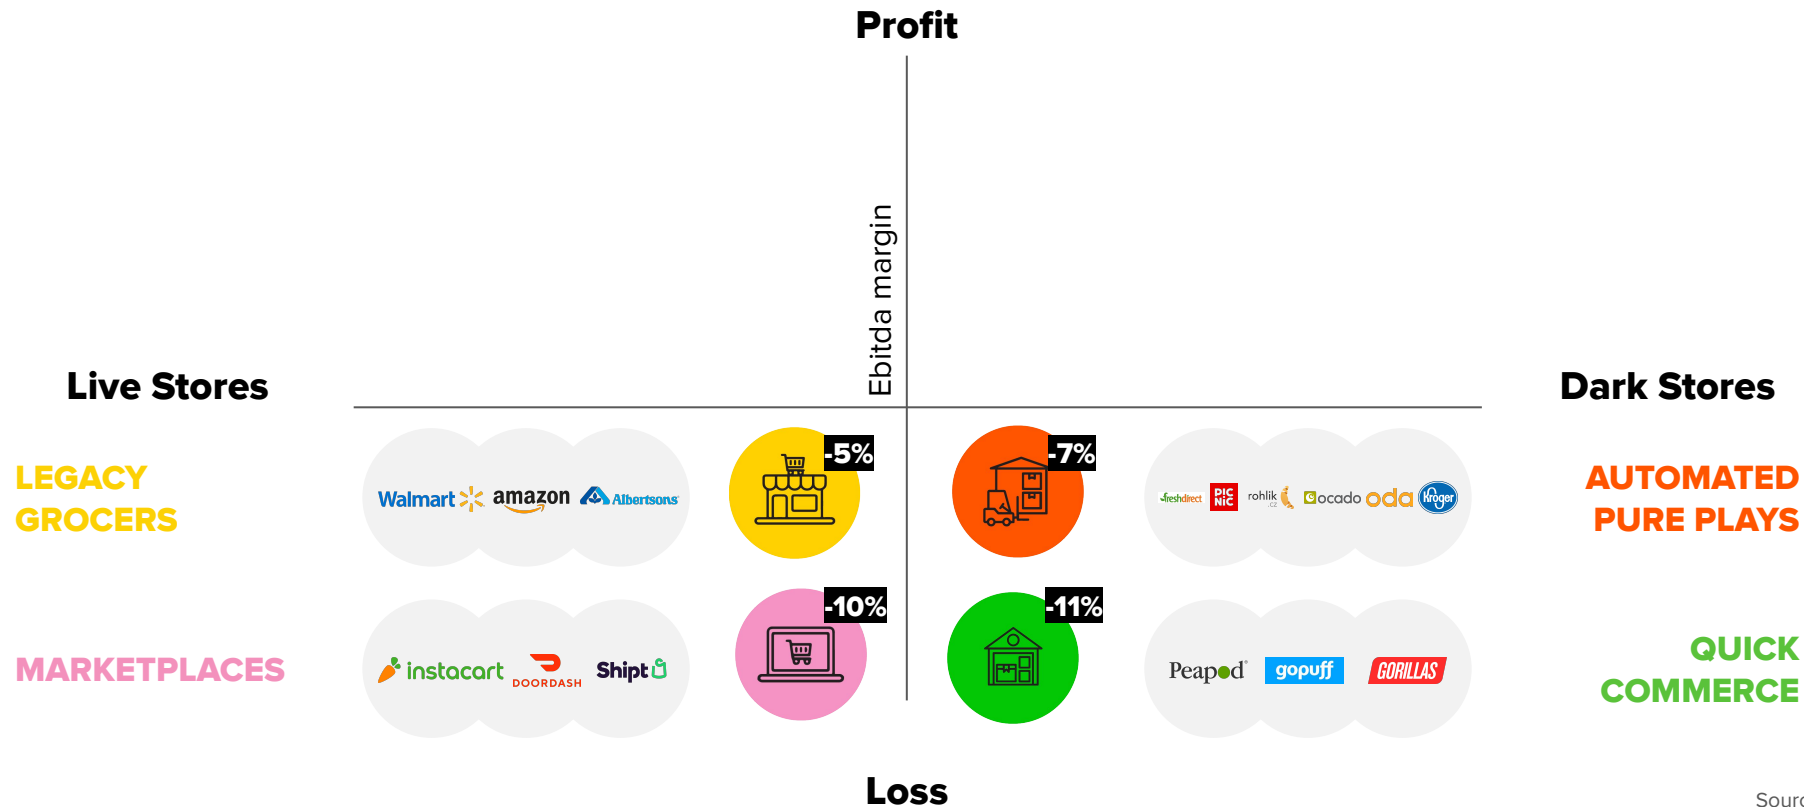 Profit
Ebitda margin
Live Stores
Dark Stores
LEGACY
GROCERS
Walmart amazon Albertsons
-5%
-7%
freshdirect PiC NiC rohlik .cz ocado oda Kroger
AUTOMATED
PURE PLAYS
MARKETPLACES
instacart DOORDASH Shipt
-10%
-11%
Peapod gopuff GORILLAS
QUICK
COMMERCE
Loss